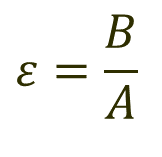 ε = B/A